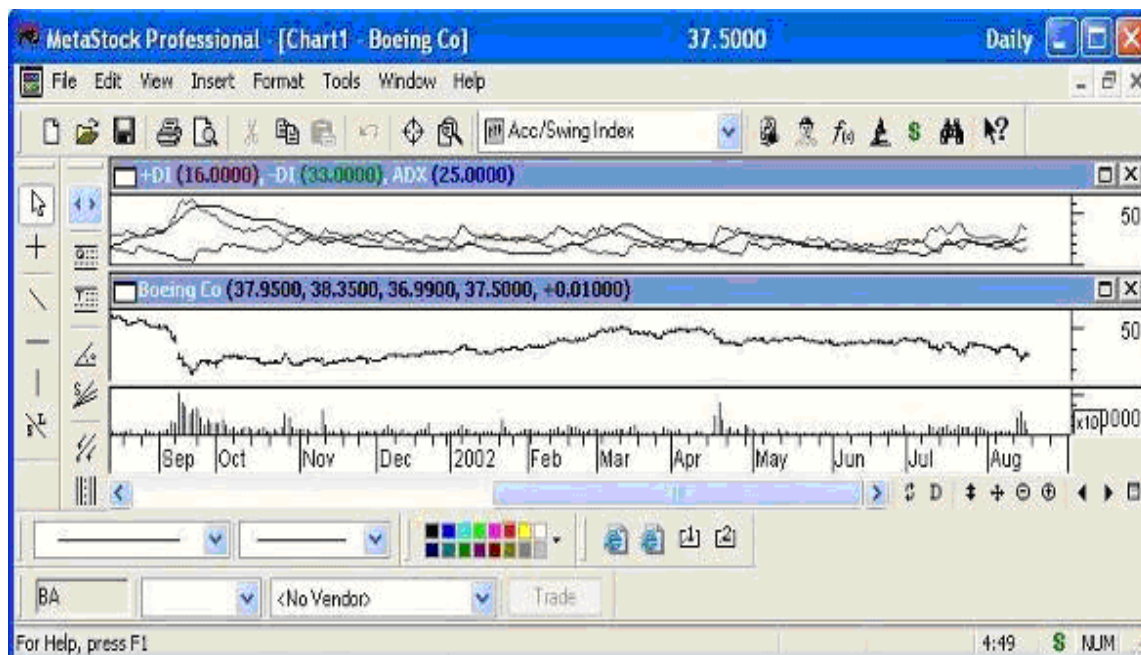 MetaStock Professional - [Chart1 - Boeing Co] 37.5000 Daily
File Edit View Insert Format Tools Window Help
Acc/Swing Index
+DI (16.0000), -DI (33.0000), ADX (25.0000)
50
Boeing Co (37.9500, 38.3500, 36.9900, 37.5000, +0.01000)
50
x10 0000
Sep Oct Nov Dec 2002 Feb Mar Apr May Jun Jul Aug
D
BA <No Vendor> Trade
For Help, press F1 4:49 $ NUM